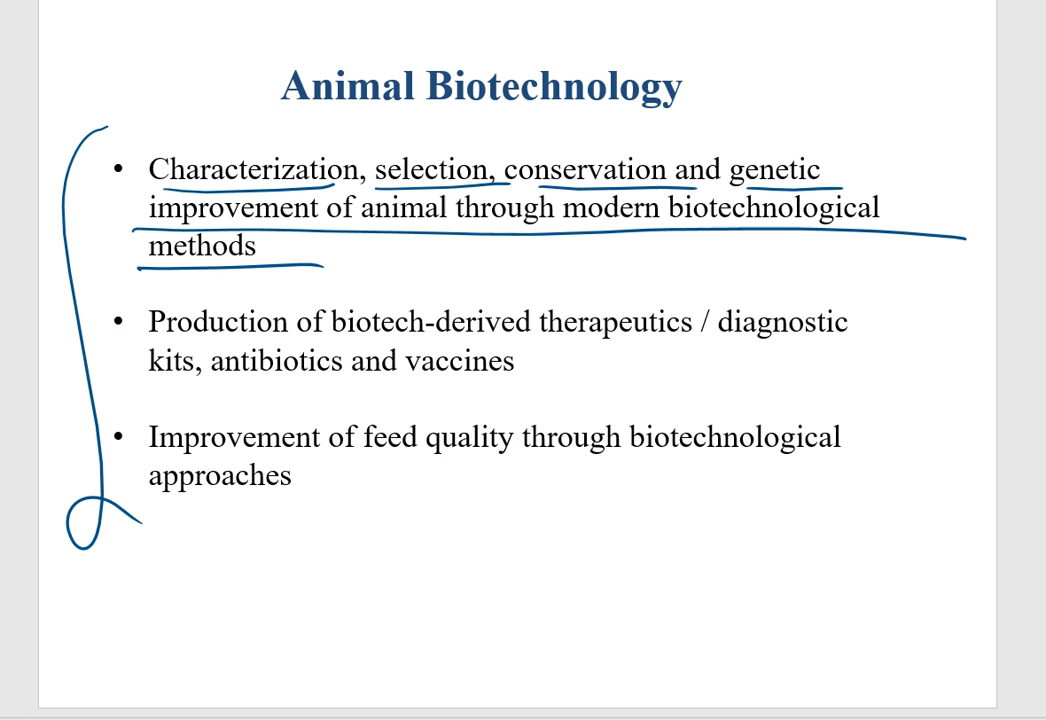 Animal Biotechnology
• Characterization, selection, conservation and genetic
improvement of animal through modern biotechnological
methods
• Production of biotech-derived therapeutics / diagnostic
kits, antibiotics and vaccines
• Improvement of feed quality through biotechnological
approaches